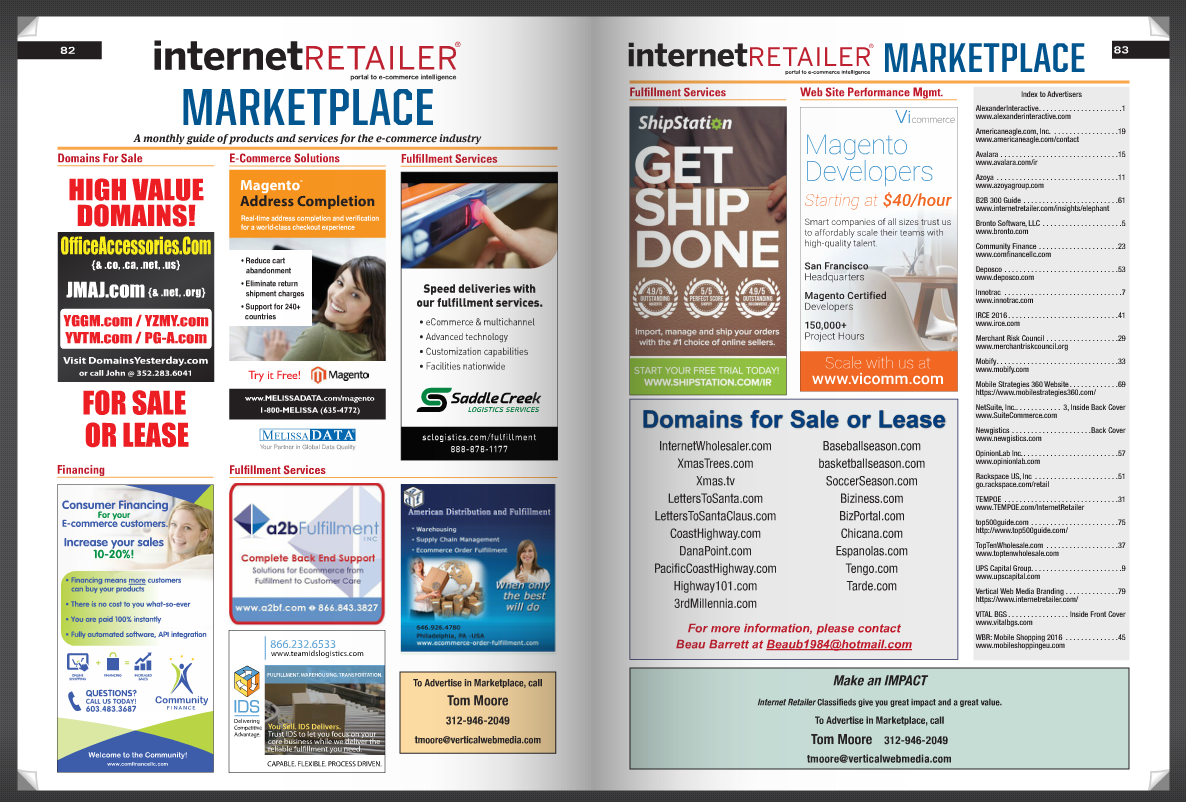 82
internetRETAILER®
portal to e-commerce intelligence
MARKETPLACE
A monthly guide of products and services for the e-commerce industry
Domains For Sale
HIGH VALUE
DOMAINS!
OfficeAccessories.Com
{& .co, .ca, .net, .us}
JMAJ.com {& .net, .org}
YGGM.com / YZMY.com
YVTM.com / PG-A.com
Visit DomainsYesterday.com
or call John @ 352.283.6041
FOR SALE
OR LEASE
E-Commerce Solutions
Magento
Address Completion
Real-time address completion and verification
for a world-class checkout experience
• Reduce cart
abandonment
• Eliminate return
shipment charges
• Support for 240+
countries
Try it Free! Magento
www.MELISSADATA.com/magento
1-800-MELISSA (635-4772)
MELISSADATA
Your Partner in Global Data Quality
Fulfillment Services
Speed deliveries with
our fulfillment services.
• eCommerce & multichannel
• Advanced technology
• Customization capabilities
• Facilities nationwide
SaddleCreek
LOGISTICS SERVICES
sclogistics.com/fulfillment
888-878-1177
Financing
Consumer Financing
For your
E-commerce customers.
Increase your sales
10-20%!
• Financing means more customers
can buy your products
• There is no cost to you what-so-ever
• You are paid 100% instantly
• Fully automated software, API integration
ONLINE
SHOPPING
FINANCING
INCREASED
SALES
QUESTIONS?
CALL US TODAY!
603.483.3687
Community
FINANCE
Welcome to the Community!
www.comfinancellc.com
Fulfillment Services
a2bFulfillment
INC
Complete Back End Support
Solutions for Ecommerce from
Fulfillment to Customer Care
www.a2bf.com 866.843.3827
866.232.6533
www.teamidslogistics.com
FULFILLMENT. WAREHOUSING. TRANSPORTATION.
IDS
Delivering
Competitive
Advantage.
You Sell. IDS Delivers.
Trust IDS to let you focus on your
core business while we deliver the
reliable fulfillment you need.
CAPABLE. FLEXIBLE. PROCESS DRIVEN.
American Distribution and Fulfillment
* Warehousing
* Supply Chain Management
* Ecommerce Order Fulfillment
When only
the best
will do
646.926.4780
Philadelphia, PA -USA
www.ecommerce-order-fulfillment.com
To Advertise in Marketplace, call
Tom Moore
312-946-2049
tmoore@verticalwebmedia.com
internetRETAILER® MARKETPLACE
portal to e-commerce intelligence
83
Fulfillment Services
ShipStation
GET
SHIP
DONE
4.9/5
OUTSTANDING
5/5
PERFECT SCORE
4.9/5
OUTSTANDING
Import, manage and ship your orders
with the #1 choice of online sellers.
START YOUR FREE TRIAL TODAY!
WWW.SHIPSTATION.COM/IR
Web Site Performance Mgmt.
Vi commerce
Magento
Developers
Starting at $40/hour
Smart companies of all sizes trust us
to affordably scale their teams with
high-quality talent.
San Francisco
Headquarters
Magento Certified
Developers
150,000+
Project Hours
Scale with us at
www.vicomm.com
Domains for Sale or Lease
InternetWholesaler.com
XmasTrees.com
Xmas.tv
LettersToSanta.com
LettersToSantaClaus.com
CoastHighway.com
DanaPoint.com
PacificCoastHighway.com
Highway101.com
3rdMillennia.com
Baseballseason.com
basketballseason.com
SoccerSeason.com
Biziness.com
BizPortal.com
Chicana.com
Espanolas.com
Tengo.com
Tarde.com
For more information, please contact
Beau Barrett at Beaub1984@hotmail.com
Index to Advertisers
AlexanderInteractive. . . . . 1
www.alexanderinteractive.com
Americaneagle.com, Inc. . . . . 19
www.americaneagle.com/contact
Avalara . . . . 15
www.avalara.com/ir
Azoya . . . . 11
www.azoyagroup.com
B2B 300 Guide . . . . 61
www.internetretailer.com/insights/elephant
Bronto Software, LLC . . . . 5
www.bronto.com
Community Finance . . . . 23
www.comfinancellc.com
Deposco . . . . 53
www.deposco.com
Innotrac . . . . 7
www.innotrac.com
IRCE 2016 . . . . 41
www.irce.com
Merchant Risk Council . . . . 29
www.merchantriskcouncil.org
Mobify. . . . . 33
www.mobify.com
Mobile Strategies 360 Website . . . . 69
https://www.mobilestrategies360.com/
NetSuite, Inc.. . . . . 3, Inside Back Cover
www.SuiteCommerce.com
Newgistics . . . . Back Cover
www.newgistics.com
OpinionLab Inc. . . . . 57
www.opinionlab.com
Rackspace US, Inc . . . . 51
go.rackspace.com/retail
TEMPOE . . . . 31
www.TEMPOE.com/InternetRetailer
top500guide.com . . . . 75
http://www.top500guide.com/
TopTenWholesale.com . . . . 37
www.toptenwholesale.com
UPS Capital Group. . . . . 9
www.upscapital.com
Vertical Web Media Branding . . . . 79
https://www.internetretailer.com/
VITAL BGS . . . . Inside Front Cover
www.vitalbgs.com
WBR: Mobile Shopping 2016 . . . . 45
www.mobileshoppingeu.com
Make an IMPACT
Internet Retailer Classifieds give you great impact and a great value.
To Advertise in Marketplace, call
Tom Moore 312-946-2049
tmoore@verticalwebmedia.com